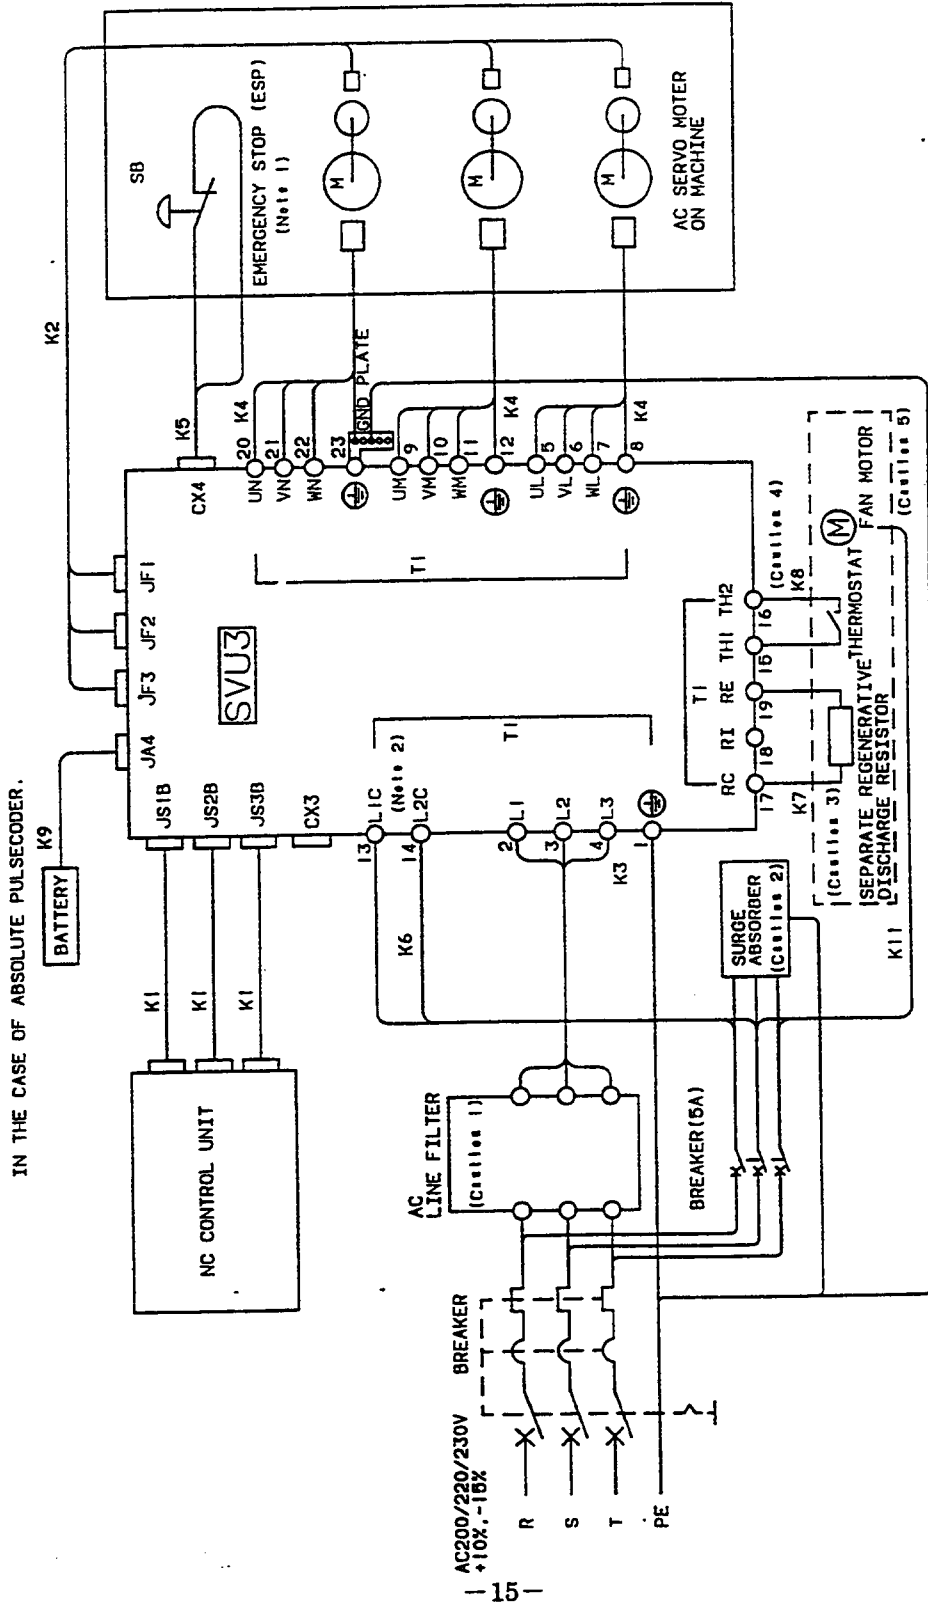 IN THE CASE OF ABSOLUTE PULSECODER.
BATTERY
K9
K2
NC CONTROL UNIT
K1
K1
K1
JS1B
JS2B
JS3B
CX3
JA4
JF3
JF2
JF1
CX4
K5
SVU3
SB
EMERGENCY STOP (ESP)
(Note 1)
M
M
M
AC SERVO MOTER
ON MACHINE
UN 20
VN 21
WN 22
23
K4
GND PLATE
UM 9
VM 10
WM 11
12
K4
UL 5
VL 6
WL 7
8
K4
T1
13 L1C
(Note 2)
14 L2C
K6
2 L1
3 L2
4 L3
1
K3
T1
T1
RC RI RE TH1 TH2
17 18 19 15 16
K7
K8
(Caution 4)
(Caution 3)
SEPARATE REGENERATIVE
DISCHARGE RESISTOR
THERMOSTAT
M
FAN MOTOR
(Caution 5)
K11
SURGE
ABSORBER
(Caution 2)
AC
LINE FILTER
(Caution 1)
BREAKER(5A)
BREAKER
AC200/220/230V
+10%,-15%
R
S
T
PE
-15-